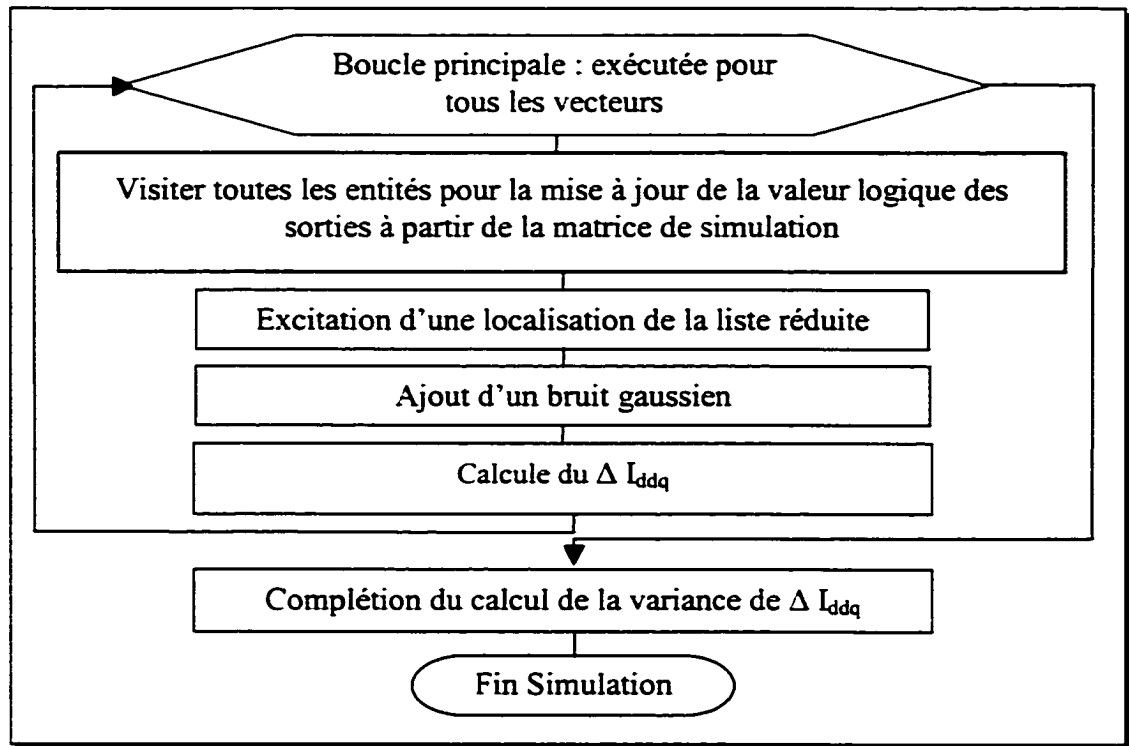 Boucle principale : exécutée pour
tous les vecteurs
Visiter toutes les entités pour la mise à jour de la valeur logique des
sorties à partir de la matrice de simulation
Excitation d'une localisation de la liste réduite
Ajout d'un bruit gaussien
Calcule du Δ I_ddq
Complétion du calcul de la variance de Δ I_ddq
Fin Simulation